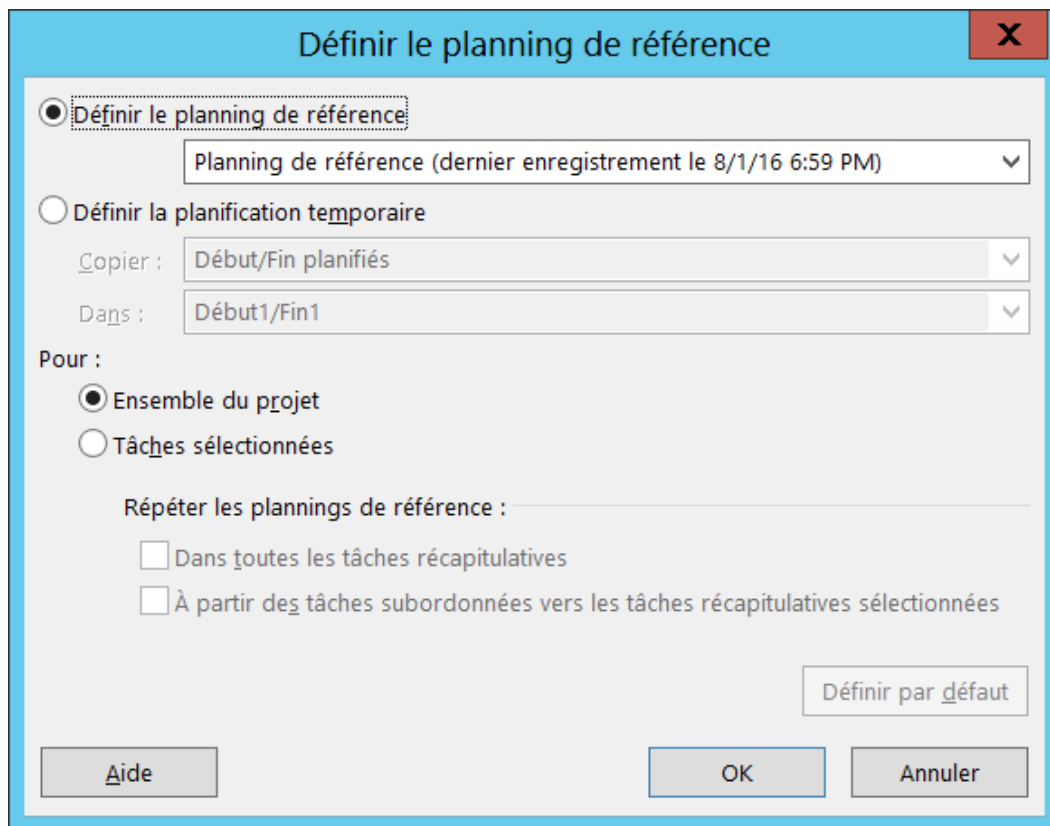 Définir le planning de référence
X
Définir le planning de référence
Planning de référence (dernier enregistrement le 8/1/16 6:59 PM)
Définir la planification temporaire
Copier :
Début/Fin planifiés
Dans :
Début1/Fin1
Pour :
Ensemble du projet
Tâches sélectionnées
Répéter les plannings de référence :
Dans toutes les tâches récapitulatives
À partir des tâches subordonnées vers les tâches récapitulatives sélectionnées
Définir par défaut
Aide
OK
Annuler